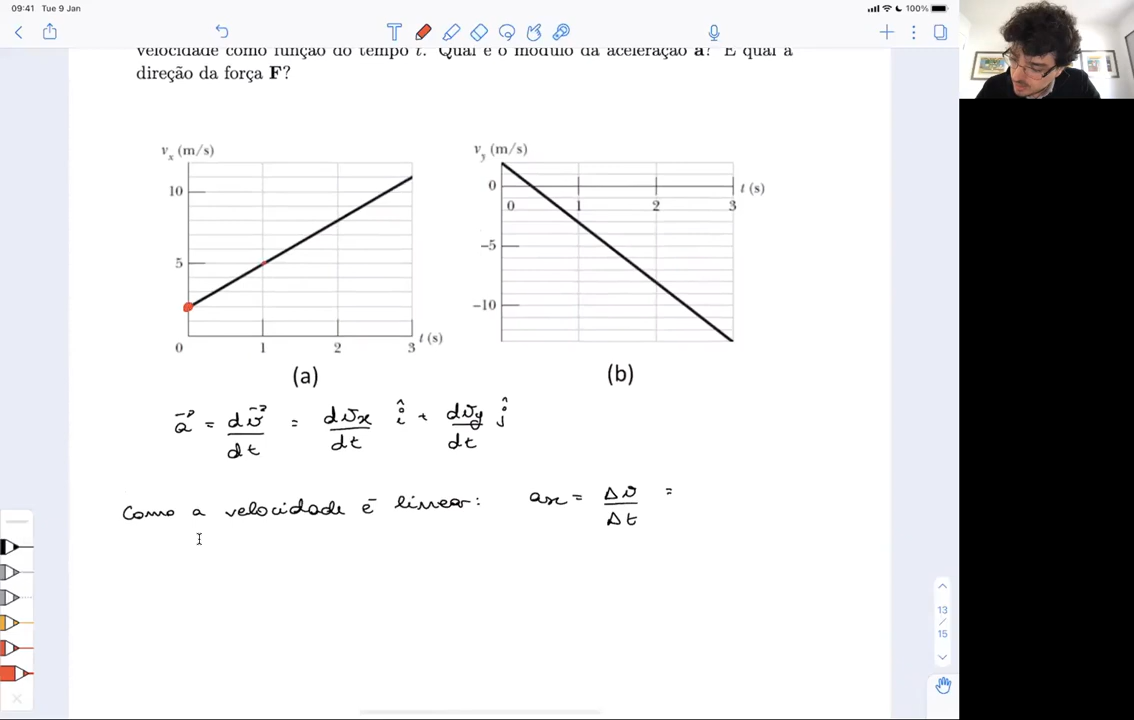 09:41 Tue 9 Jan
100%
T
velocidade como função do tempo t. Qual é o módulo da aceleração a? E qual a
direção da força F?
vx (m/s)
10
5
0
1
2
3
t (s)
(a)
vy (m/s)
0
0
1
2
3
t (s)
−5
−10
(b)
a⃗ = dv⃗/dt = dvx/dt î + dvy/dt ĵ
Como a velocidade é linear: ax = Δv/Δt =
13
/
15